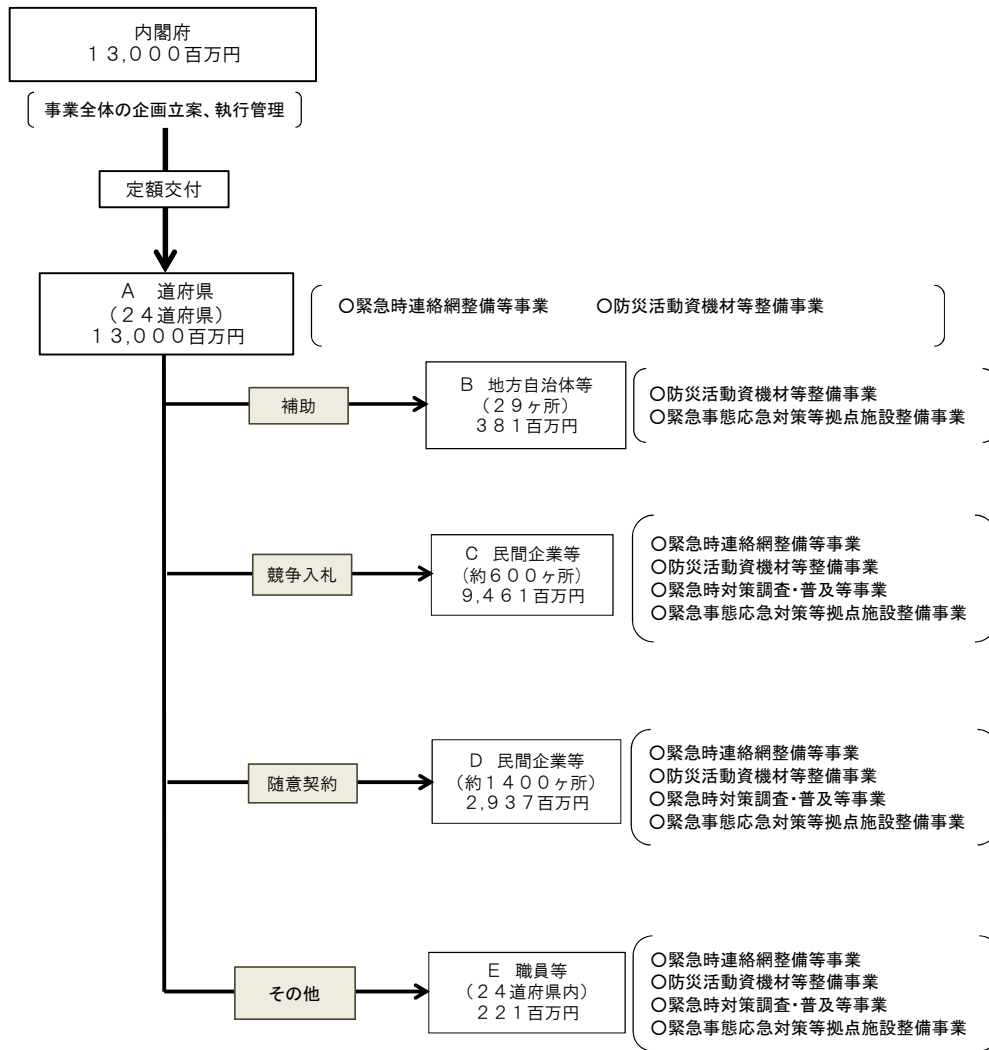 内閣府
１３,０００百万円
事業全体の企画立案、執行管理
定額交付
Ａ　道府県
（２４道府県）
１３,０００百万円
〇緊急時連絡網整備等事業　〇防災活動資機材等整備事業
補助
Ｂ　地方自治体等
（２９ヶ所）
３８１百万円
〇防災活動資機材等整備事業
〇緊急事態応急対策等拠点施設整備事業
競争入札
Ｃ　民間企業等
（約６００ヶ所）
９,４６１百万円
〇緊急時連絡網整備等事業
〇防災活動資機材等整備事業
〇緊急時対策調査・普及等事業
〇緊急事態応急対策等拠点施設整備事業
随意契約
Ｄ　民間企業等
（約１４００ヶ所）
２,９３７百万円
〇緊急時連絡網整備等事業
〇防災活動資機材等整備事業
〇緊急時対策調査・普及等事業
〇緊急事態応急対策等拠点施設整備事業
その他
Ｅ　職員等
（２４道府県内）
２２１百万円
〇緊急時連絡網整備等事業
〇防災活動資機材等整備事業
〇緊急時対策調査・普及等事業
〇緊急事態応急対策等拠点施設整備事業